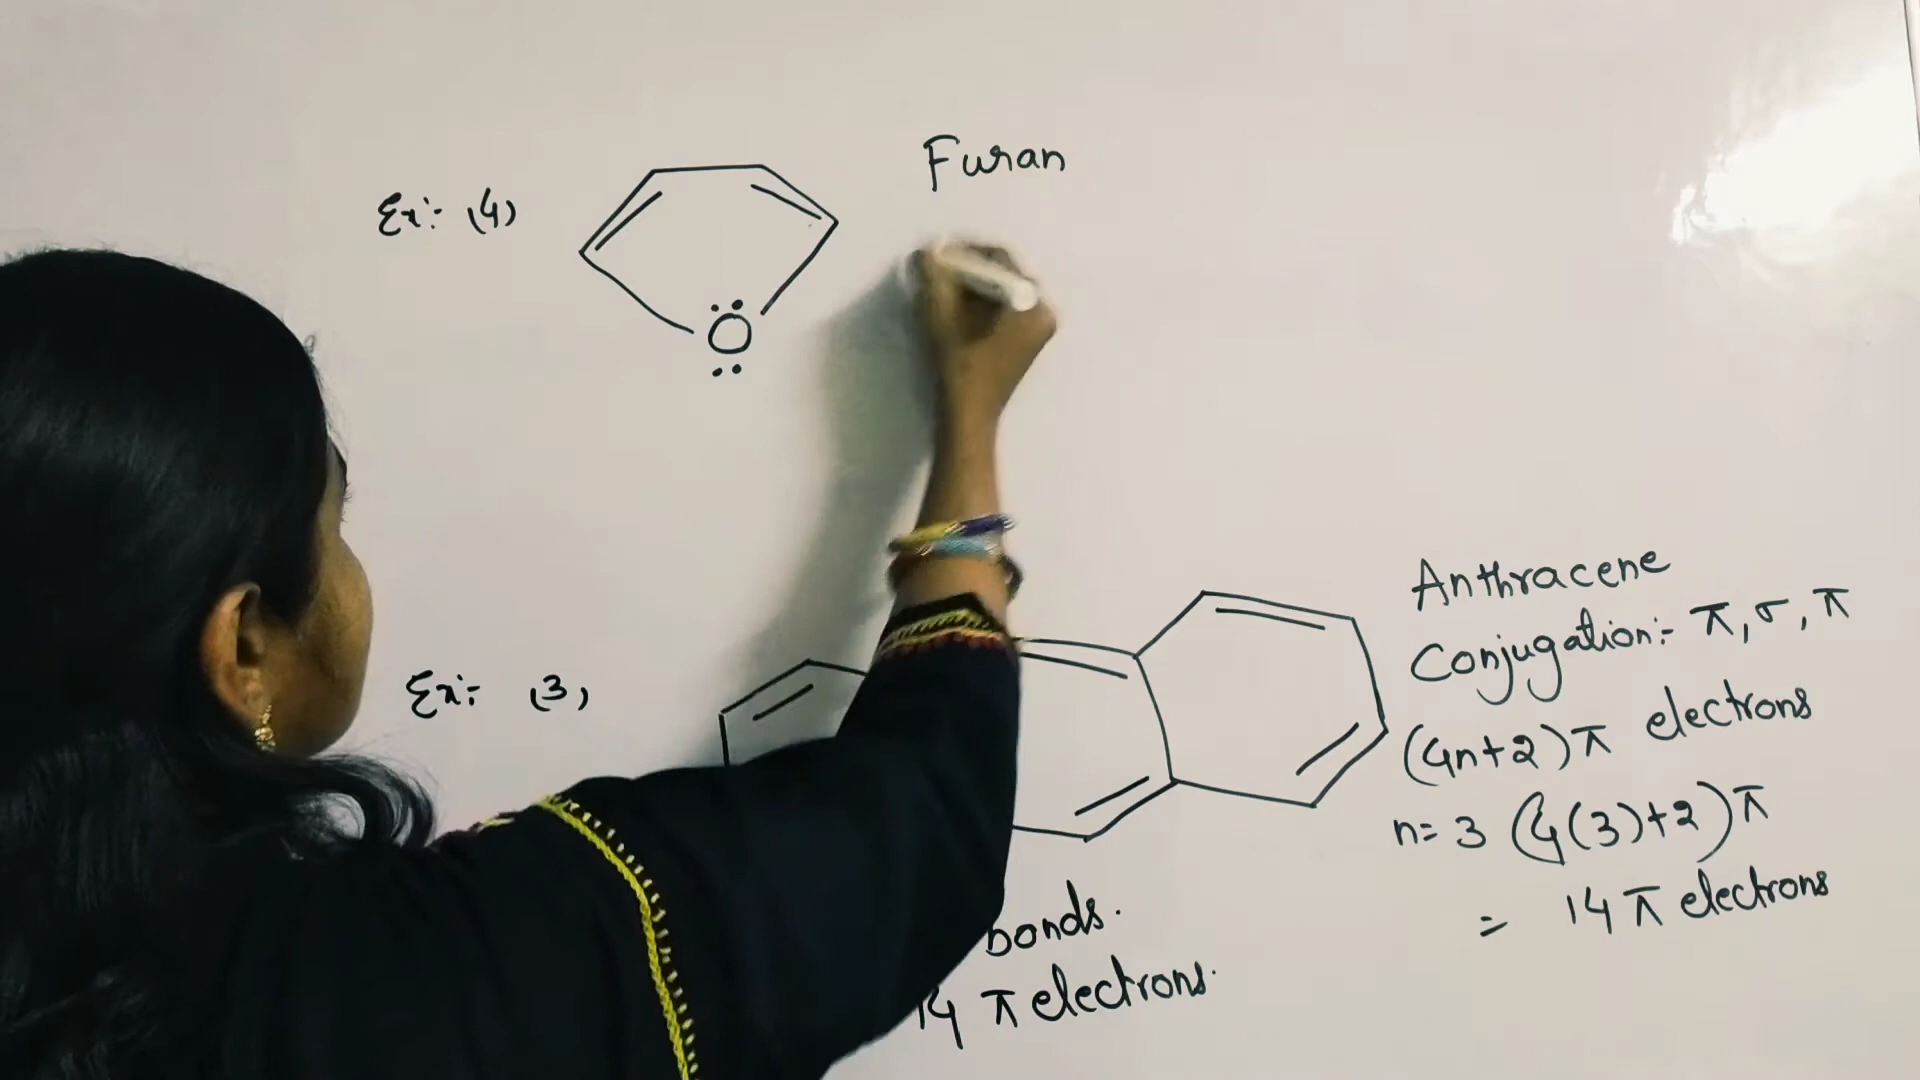 Furan
Ex:- (4)
Ö
Ex:- (3)
Anthracene
Conjugation:- π, σ, π
(4n+2)π electrons
n= 3 (4(3)+2)π
= 14 π electrons
bonds.
14 π electrons.